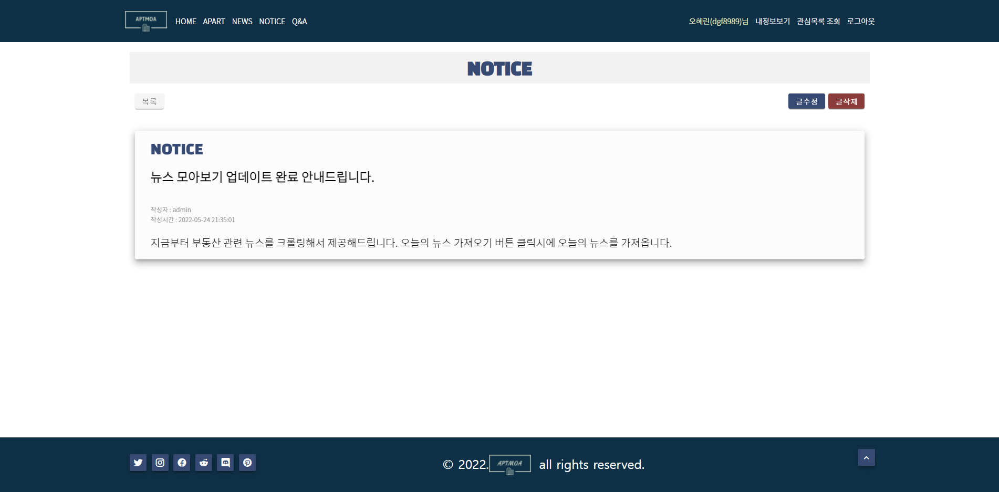 APTMOA HOME APART NEWS NOTICE Q&A 오혜린(dgf8989)님 내정보보기 관심목록 조회 로그아웃
NOTICE
목록 글수정 글삭제
NOTICE
뉴스 모아보기 업데이트 완료 안내드립니다.
작성자 : admin
작성시간 : 2022-05-24 21:35:01
지금부터 부동산 관련 뉴스를 크롤링해서 제공해드립니다. 오늘의 뉴스 가져오기 버튼 클릭시에 오늘의 뉴스를 가져옵니다.
© 2022. APTMOA all rights reserved.